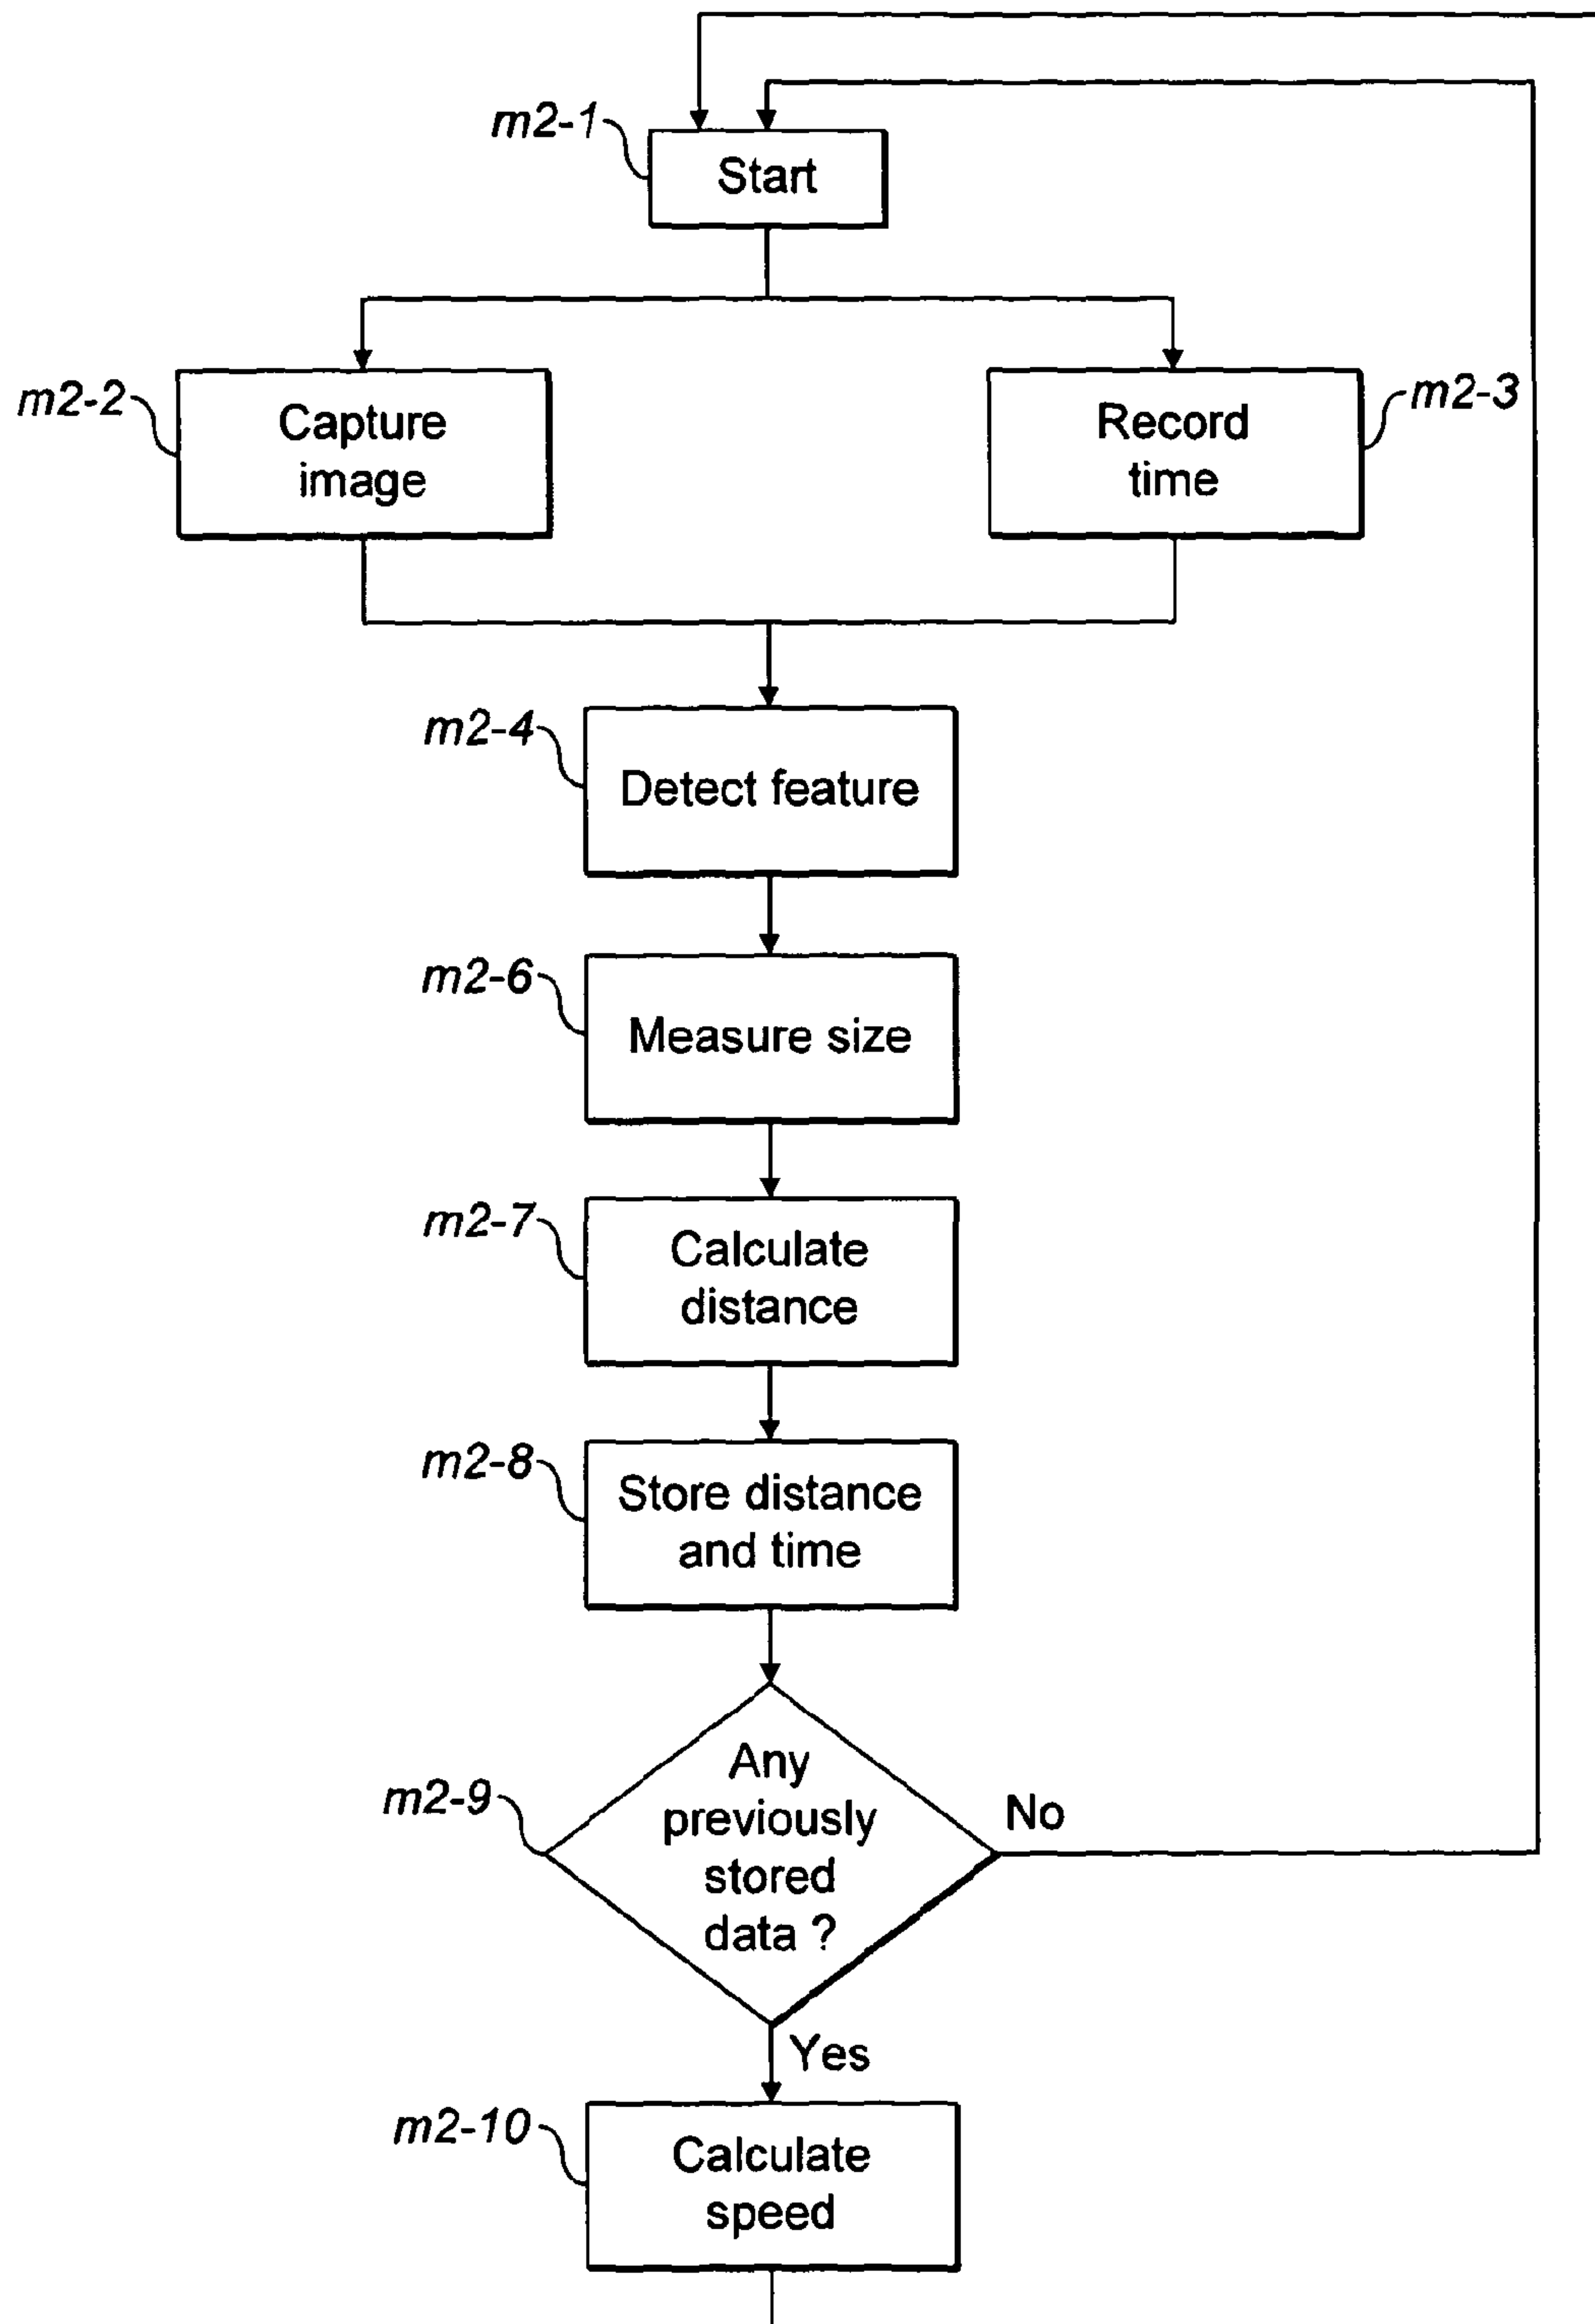 m2-1
Start
m2-2
Capture
image
Record
time
m2-3
m2-4
Detect feature
m2-6
Measure size
m2-7
Calculate
distance
m2-8
Store distance
and time
m2-9
Any
previously
stored
data ?
No
Yes
m2-10
Calculate
speed